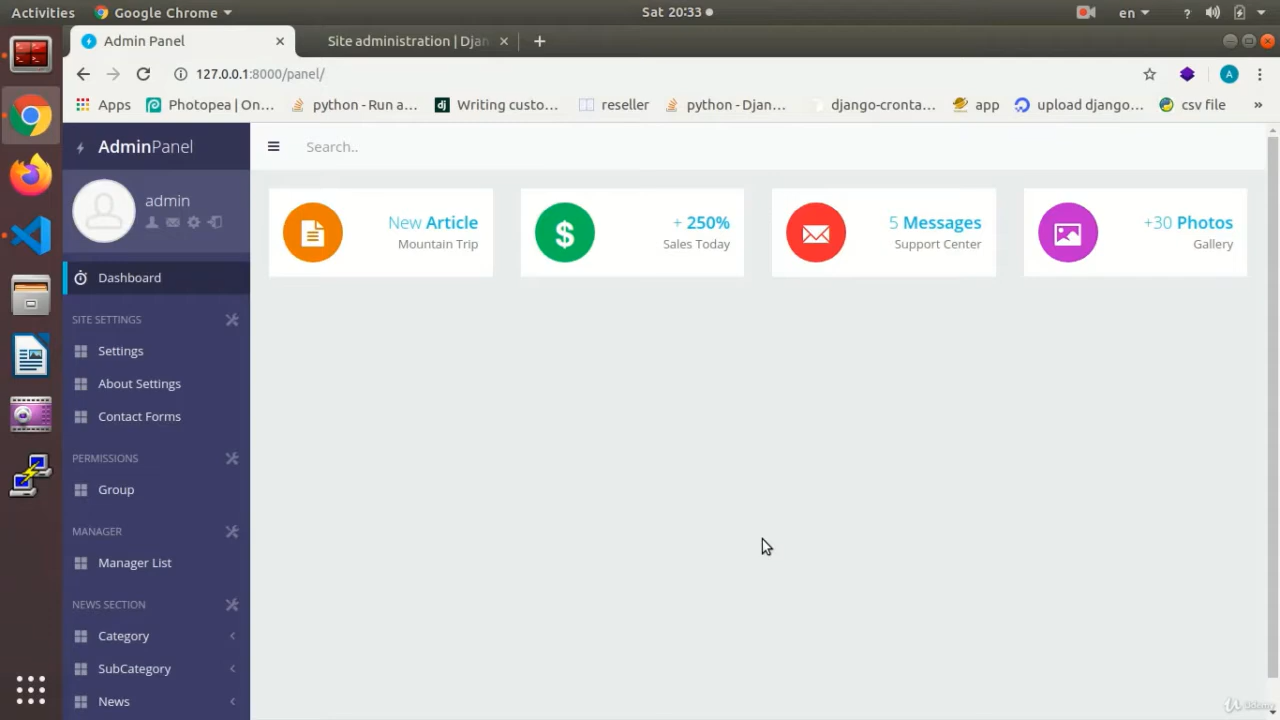 Activities
Google Chrome
Sat 20:33
en
Admin Panel
Site administration | Djan
127.0.0.1:8000/panel/
A
Apps
Photopea | On...
python - Run a...
dj
Writing custo...
reseller
python - Djan...
django-cronta...
app
upload django...
csv file
»
AdminPanel
Search..
admin
New Article
Mountain Trip
$
+ 250%
Sales Today
5 Messages
Support Center
+30 Photos
Gallery
Dashboard
SITE SETTINGS
Settings
About Settings
Contact Forms
PERMISSIONS
Group
MANAGER
Manager List
NEWS SECTION
Category
SubCategory
News
Udemy